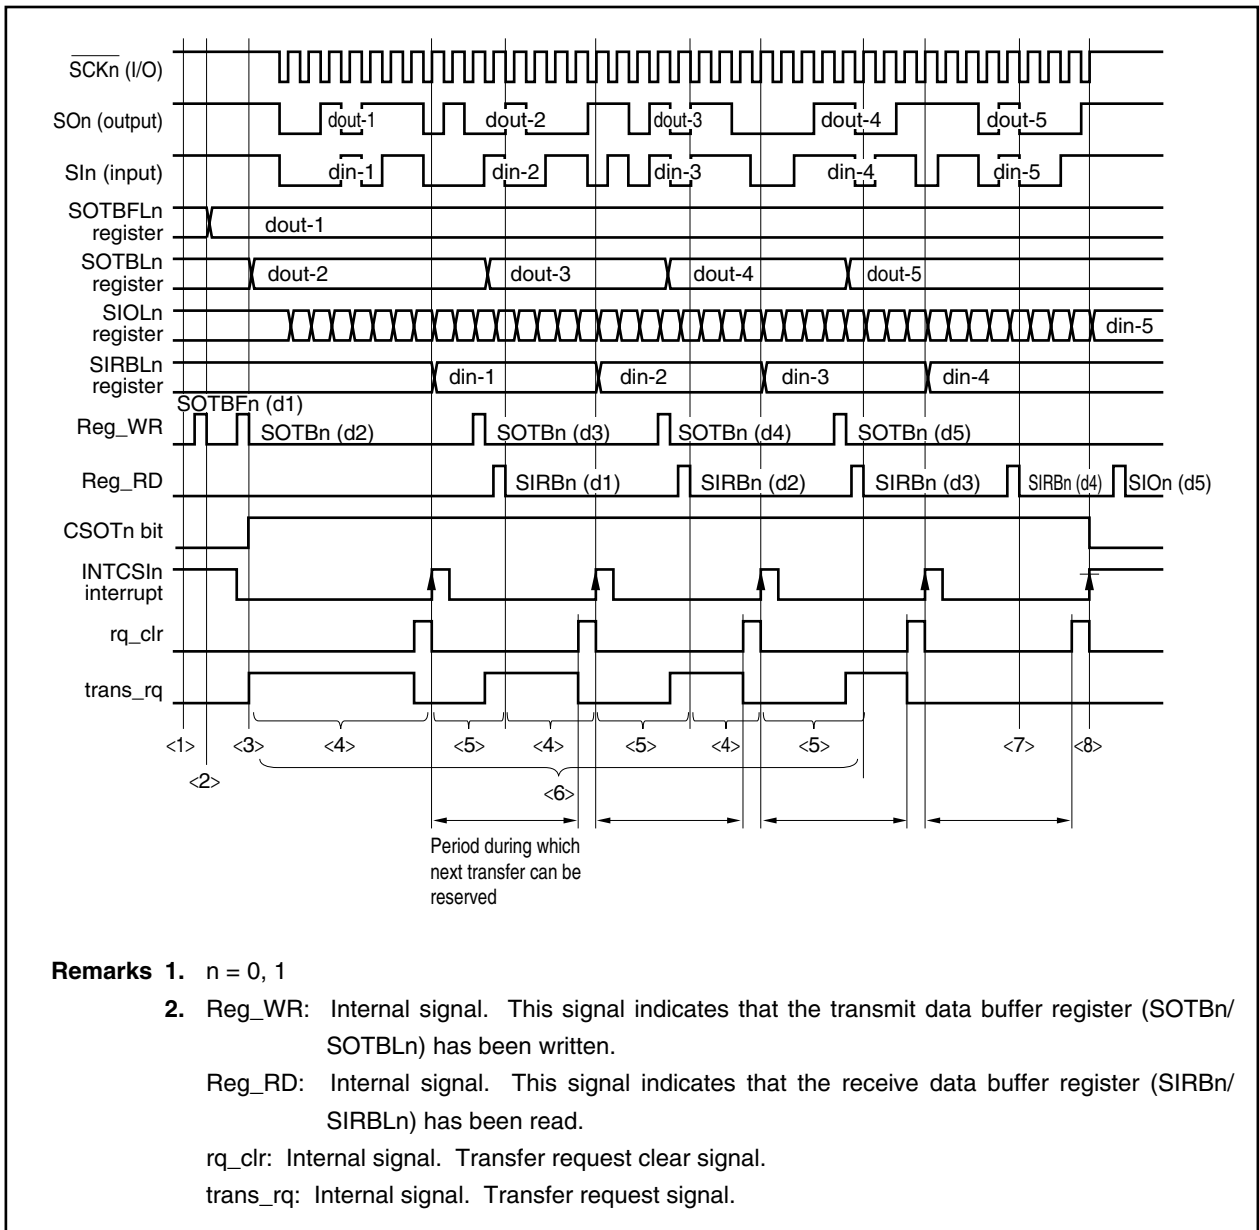 SCKn (I/O)
SOn (output) dout-1 dout-2 dout-3 dout-4 dout-5
SIn (input) din-1 din-2 din-3 din-4 din-5
SOTBFLn
register
dout-1
SOTBLn
register
dout-2 dout-3 dout-4 dout-5
SIOLn
register
din-5
SIRBLn
register
din-1 din-2 din-3 din-4
SOTBFn (d1)
Reg_WR SOTBn (d2) SOTBn (d3) SOTBn (d4) SOTBn (d5)
Reg_RD SIRBn (d1) SIRBn (d2) SIRBn (d3) SIRBn (d4) SIOn (d5)
CSOTn bit
INTCSIn
interrupt
rq_clr
trans_rq
<1> <3> <4> <5> <4> <5> <4> <5> <7> <8>
<2> <6>
Period during which
next transfer can be
reserved
Remarks 1. n = 0, 1
2. Reg_WR: Internal signal. This signal indicates that the transmit data buffer register (SOTBn/
SOTBLn) has been written.
Reg_RD: Internal signal. This signal indicates that the receive data buffer register (SIRBn/
SIRBLn) has been read.
rq_clr: Internal signal. Transfer request clear signal.
trans_rq: Internal signal. Transfer request signal.